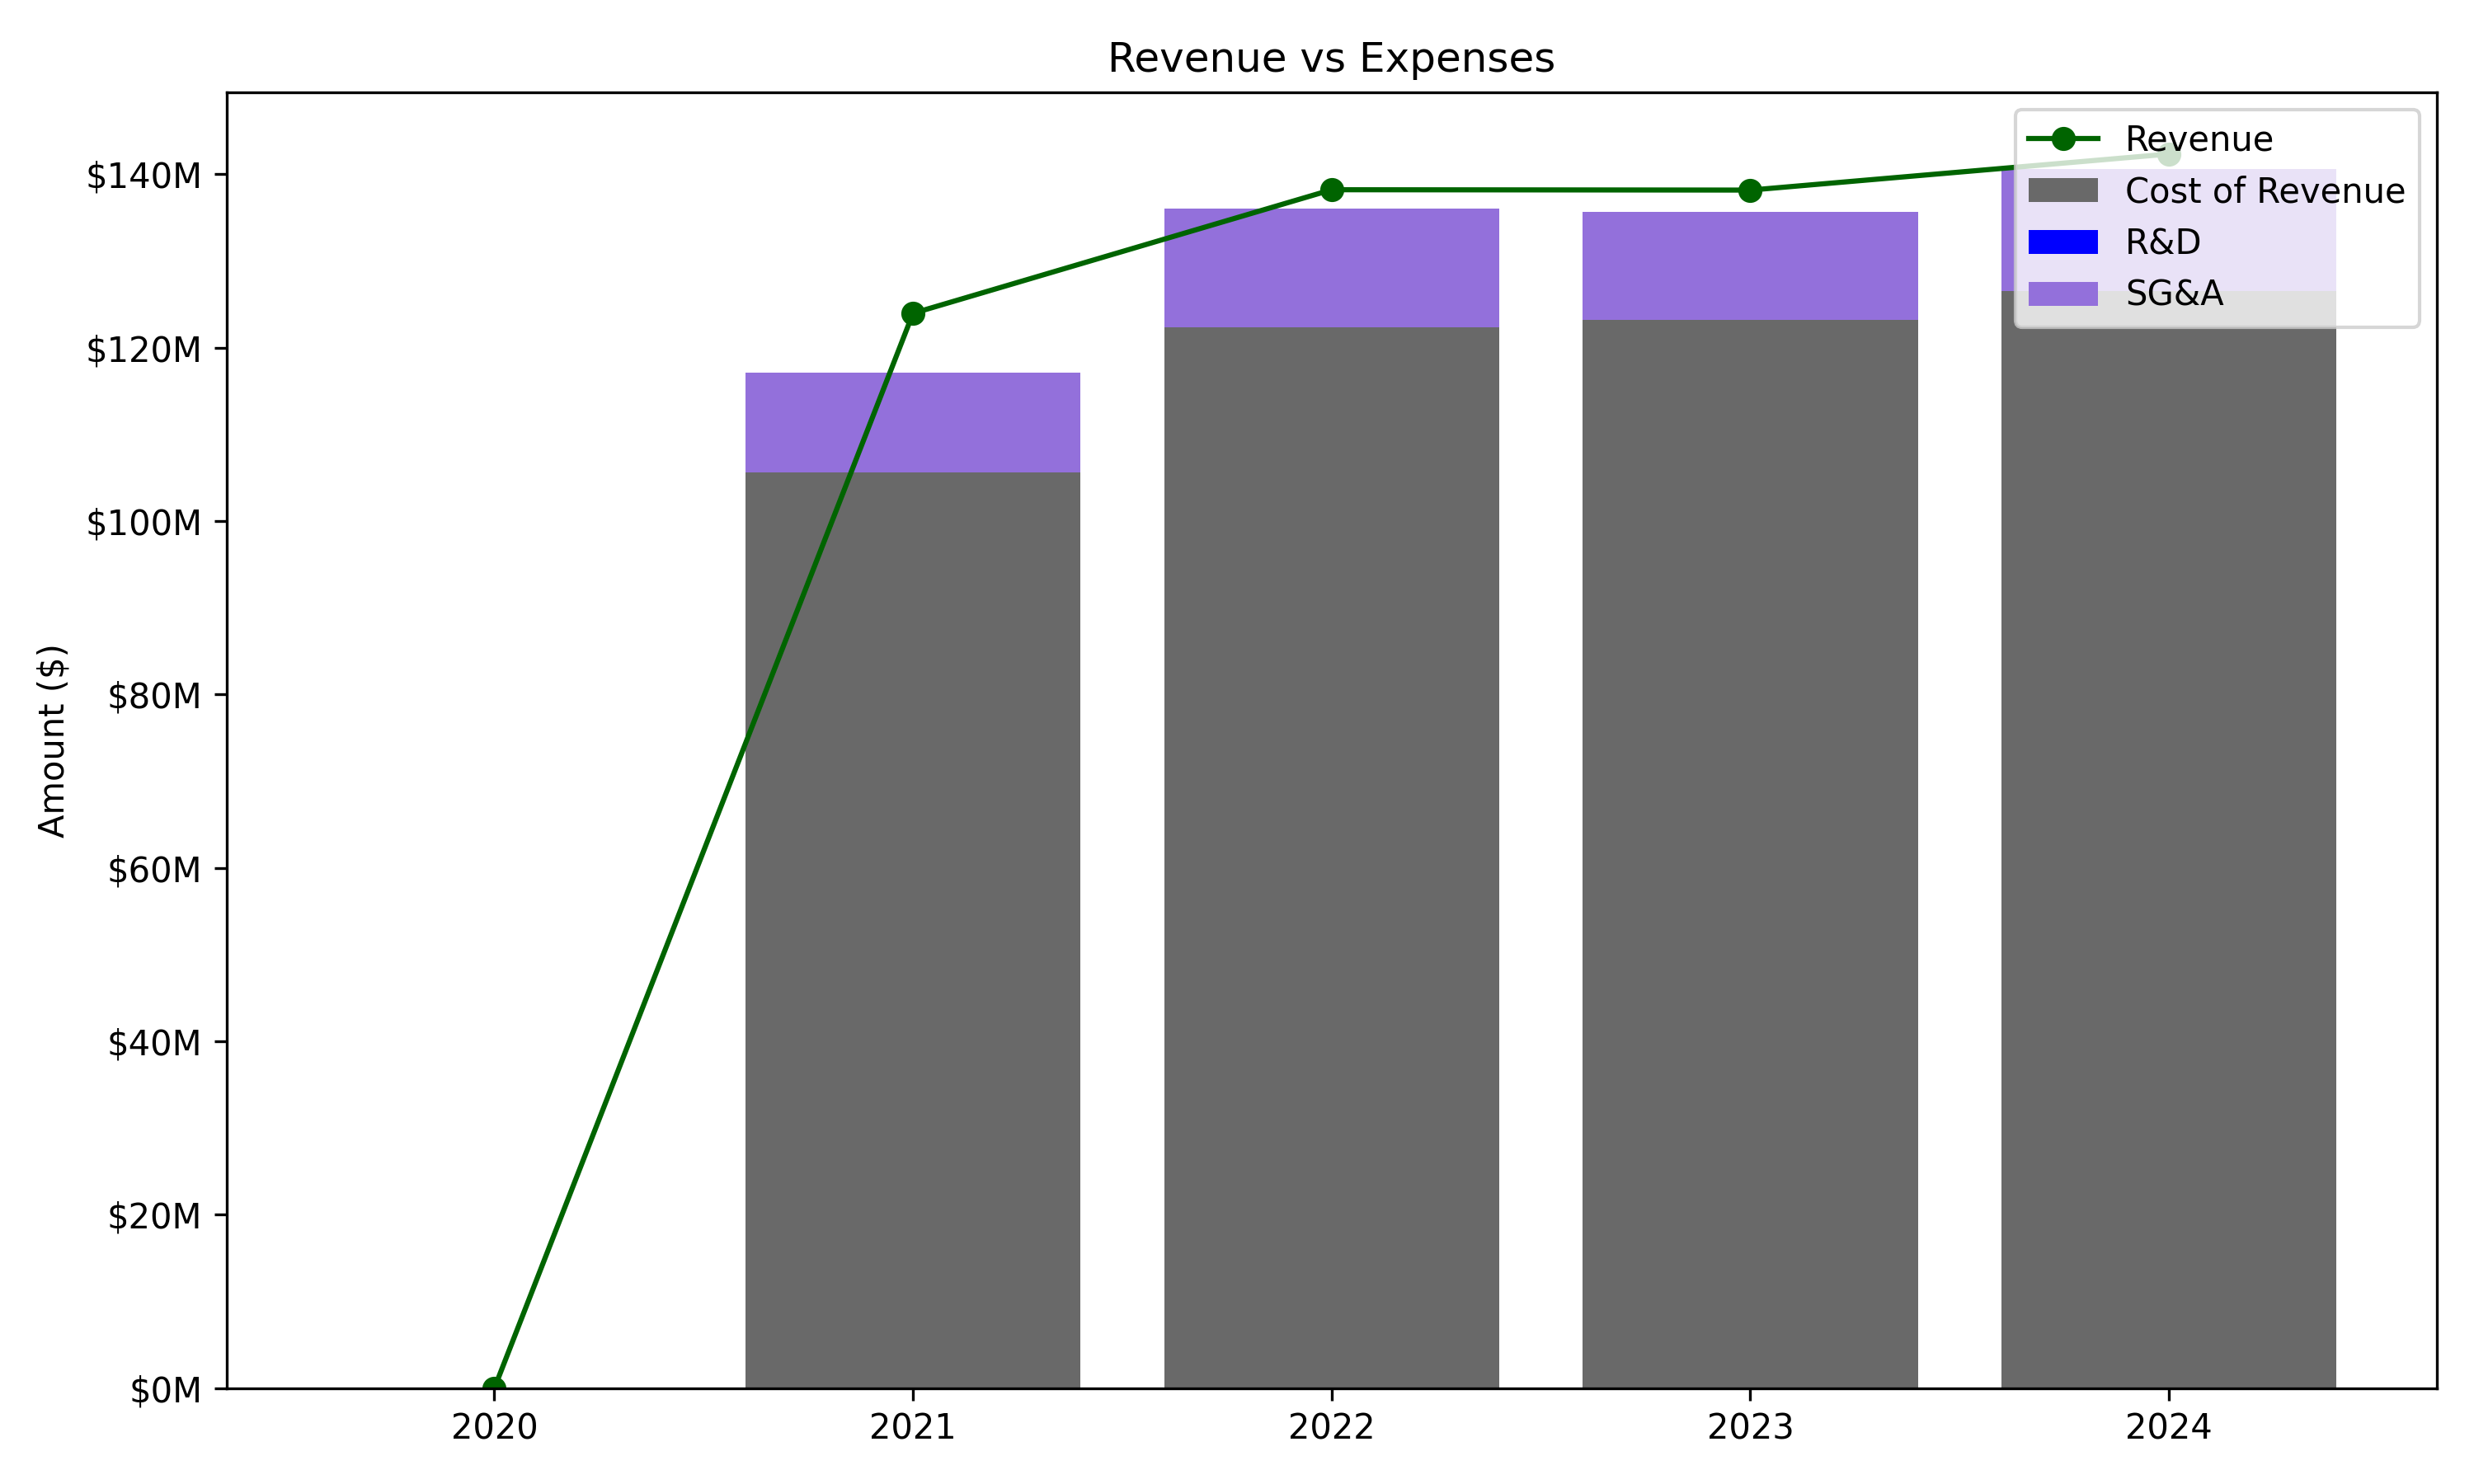 Revenue vs Expenses
Revenue
Cost of Revenue
R&D
SG&A
Amount ($)
$140M
$120M
$100M
$80M
$60M
$40M
$20M
$0M
2020
2021
2022
2023
2024